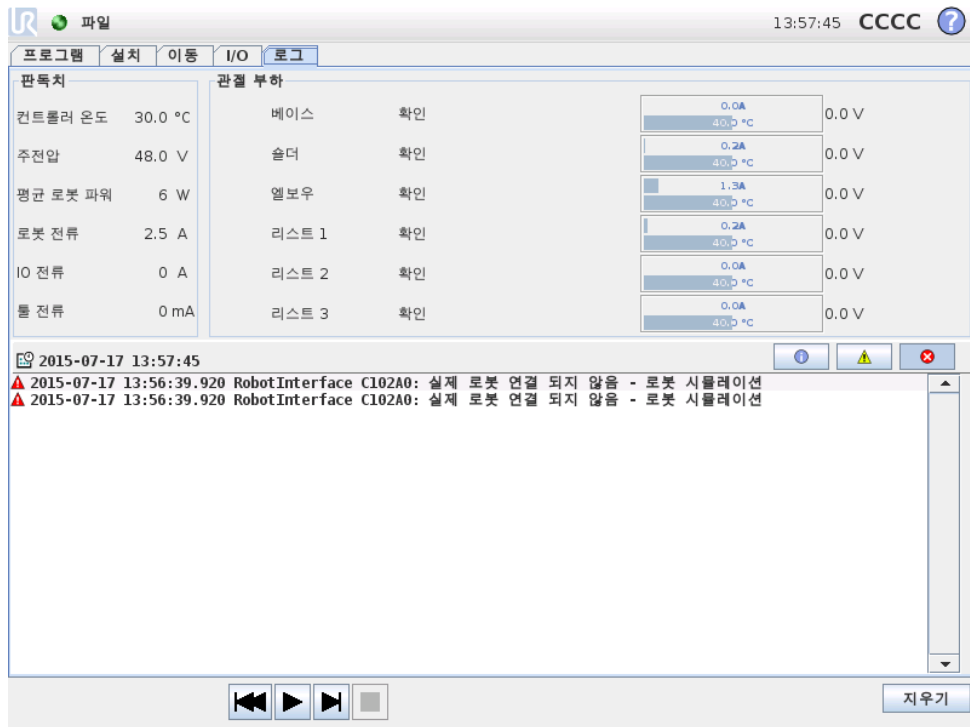 UR 파일 13:57:45 CCCC ?
프로그램 설치 이동 I/O 로그
판독치 관절 부하
컨트롤러 온도 30.0 °C
주전압 48.0 V
평균 로봇 파워 6 W
로봇 전류 2.5 A
IO 전류 0 A
툴 전류 0 mA
베이스 확인 0.0A 40.0 °C 0.0 V
숄더 확인 0.2A 40.0 °C 0.0 V
엘보우 확인 1.3A 40.0 °C 0.0 V
리스트 1 확인 0.2A 40.0 °C 0.0 V
리스트 2 확인 0.0A 40.0 °C 0.0 V
리스트 3 확인 0.0A 40.0 °C 0.0 V
2015-07-17 13:57:45
2015-07-17 13:56:39.920 RobotInterface C102A0: 실제 로봇 연결 되지 않음 - 로봇 시뮬레이션
2015-07-17 13:56:39.920 RobotInterface C102A0: 실제 로봇 연결 되지 않음 - 로봇 시뮬레이션
지우기